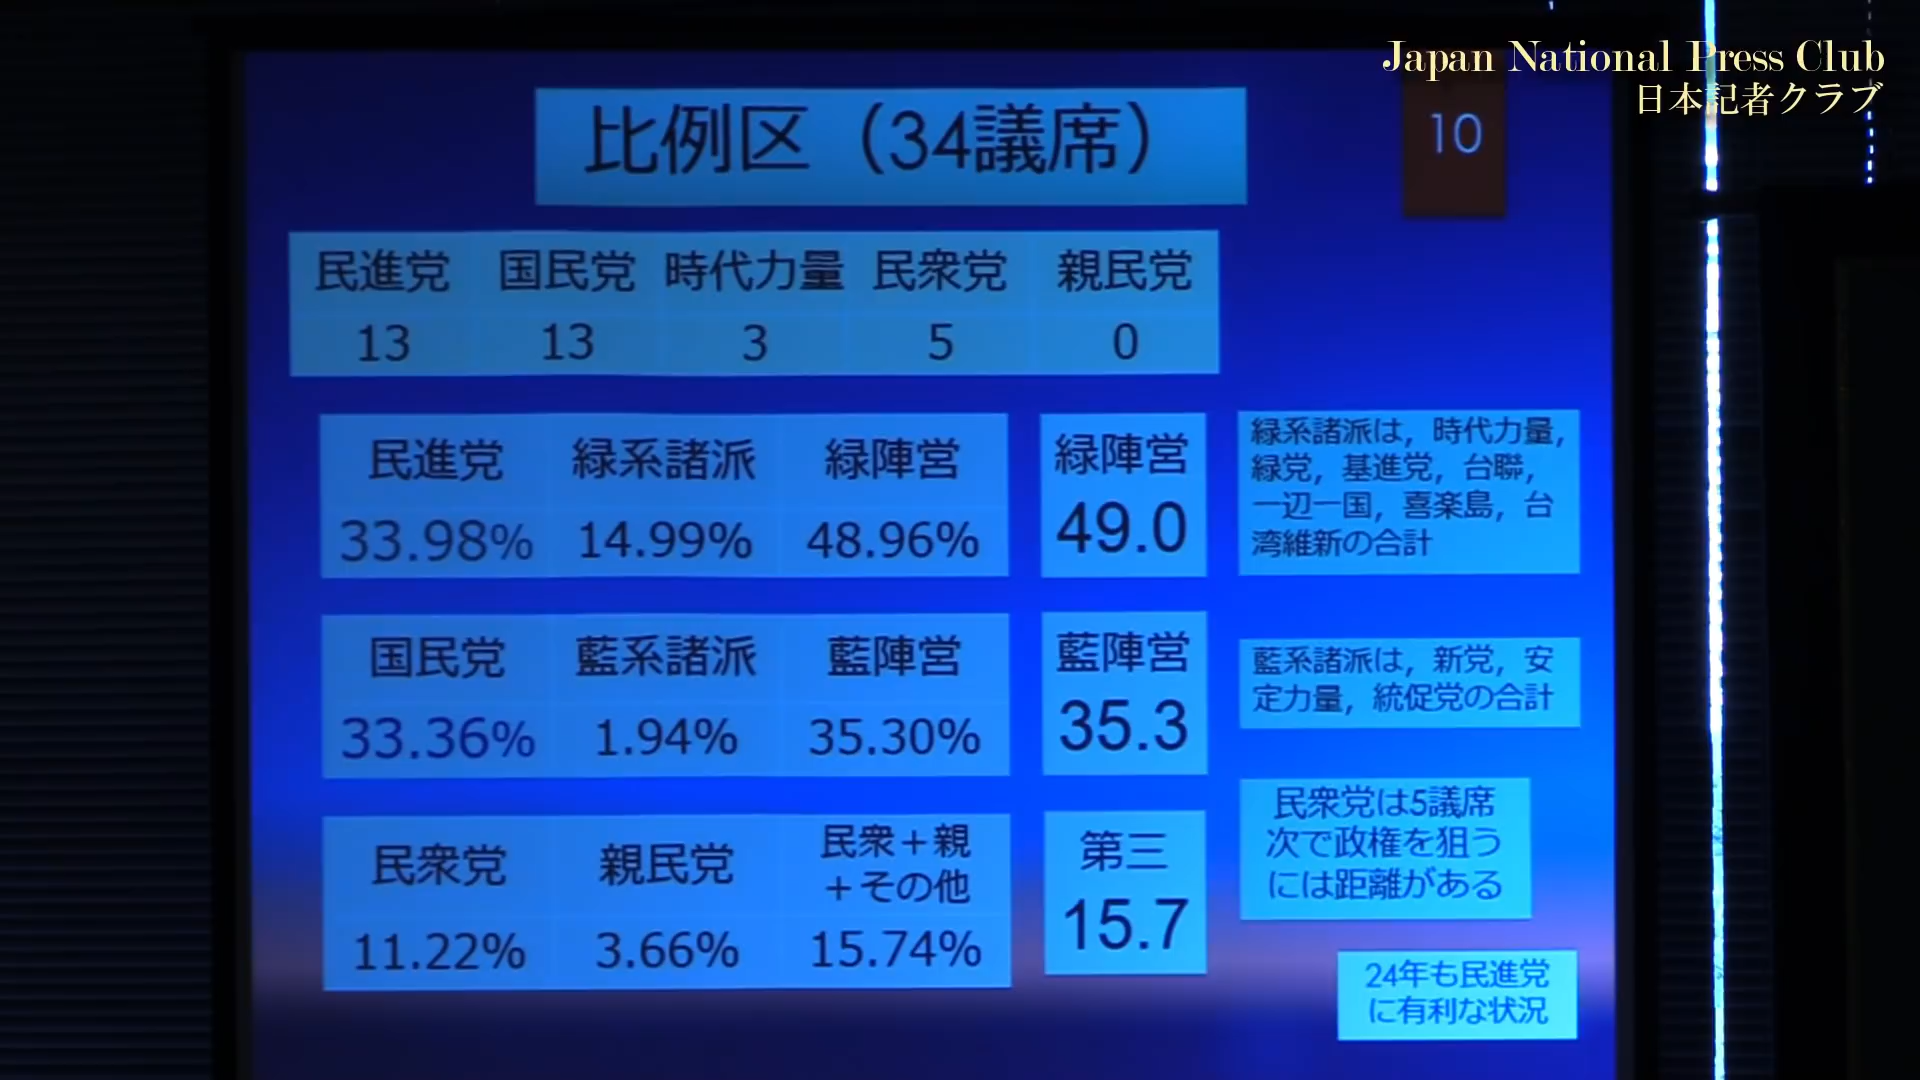 Japan National Press Club
日本記者クラブ
比例区（34議席）
10
民進党 国民党 時代力量 民衆党 親民党
13 13 3 5 0
民進党 緑系諸派 緑陣営
33.98% 14.99% 48.96%
緑陣営
49.0
緑系諸派は，時代力量，
緑党，基進党，台聯，
一辺一国，喜楽島，台
湾維新の合計
国民党 藍系諸派 藍陣営
33.36% 1.94% 35.30%
藍陣営
35.3
藍系諸派は，新党，安
定力量，統促党の合計
民衆党 親民党 民衆＋親
＋その他
11.22% 3.66% 15.74%
第三
15.7
民衆党は5議席
次で政権を狙う
には距離がある
24年も民進党
に有利な状況